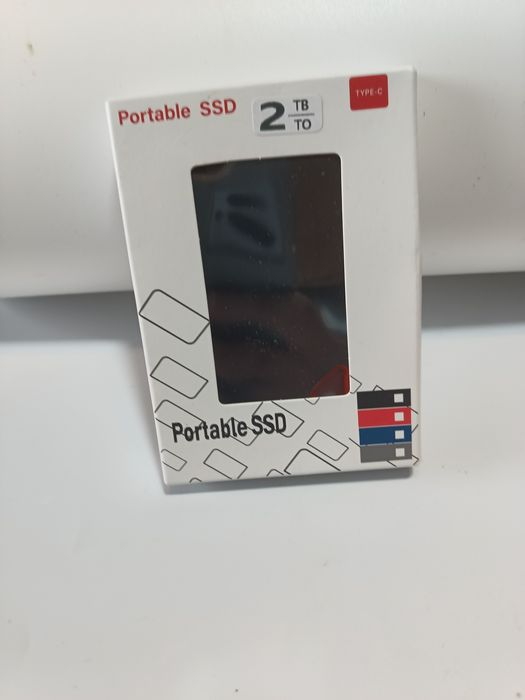 Portable SSD
2 TB
TO
TYPE-C
Portable SSD